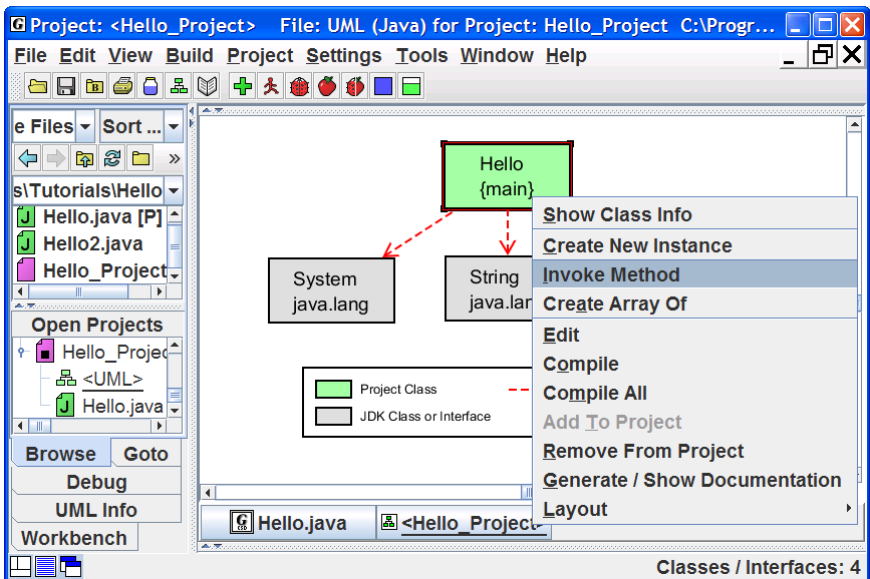 Project: <Hello_Project> File: UML (Java) for Project: Hello_Project C:\Progr...
File Edit View Build Project Settings Tools Window Help
e Files Sort ...
s\Tutorials\Hello
Hello.java [P]
Hello2.java
Hello_Project
Open Projects
Hello_Projec
<UML>
Hello.java
Browse Goto
Debug
UML Info
Workbench
Hello
{main}
System
java.lang
String
java.lan
Project Class
JDK Class or Interface
Show Class Info
Create New Instance
Invoke Method
Create Array Of
Edit
Compile
Compile All
Add To Project
Remove From Project
Generate / Show Documentation
Layout
Hello.java <Hello_Project>
Classes / Interfaces: 4